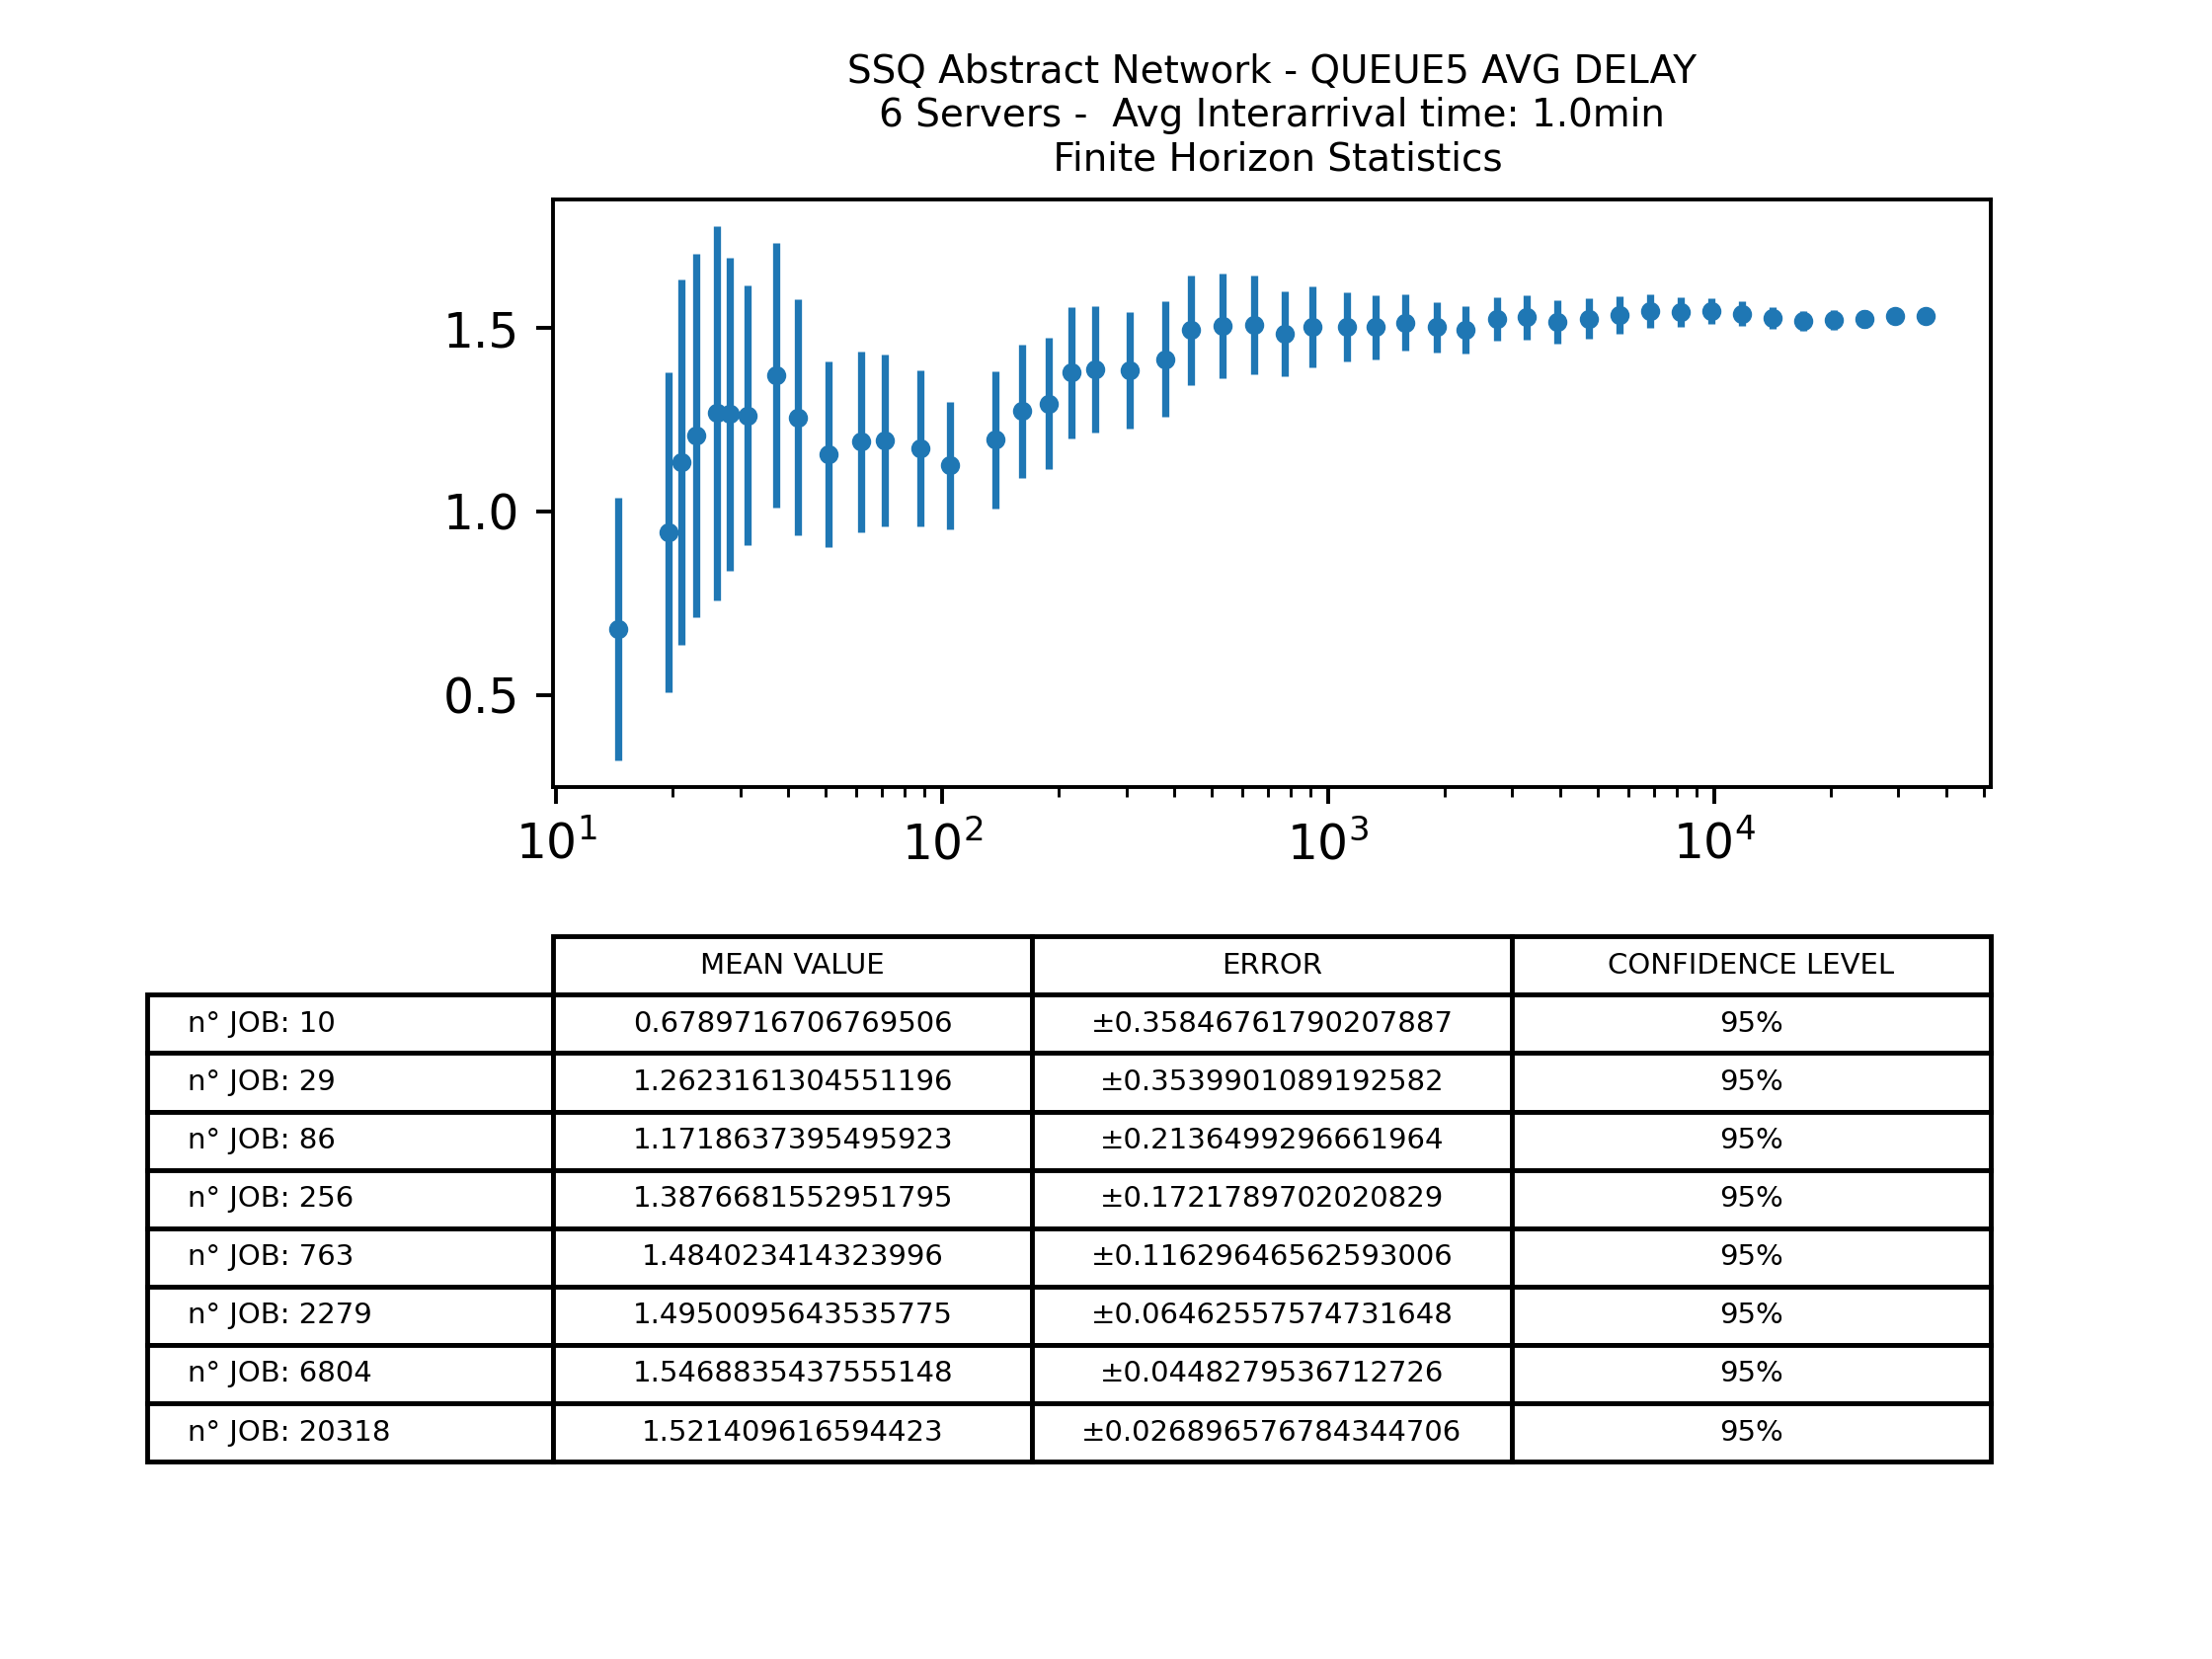 SSQ Abstract Network - QUEUE5 AVG DELAY
6 Servers -  Avg Interarrival time: 1.0min
Finite Horizon Statistics
1.5
1.0
0.5
10¹ 10² 10³ 10⁴
MEAN VALUE ERROR CONFIDENCE LEVEL
n° JOB: 10 0.6789716706769506 ±0.35846761790207887 95%
n° JOB: 29 1.2623161304551196 ±0.3539901089192582 95%
n° JOB: 86 1.1718637395495923 ±0.2136499296661964 95%
n° JOB: 256 1.3876681552951795 ±0.1721789702020829 95%
n° JOB: 763 1.484023414323996 ±0.11629646562593006 95%
n° JOB: 2279 1.4950095643535775 ±0.06462557574731648 95%
n° JOB: 6804 1.5468835437555148 ±0.0448279536712726 95%
n° JOB: 20318 1.521409616594423 ±0.026896576784344706 95%